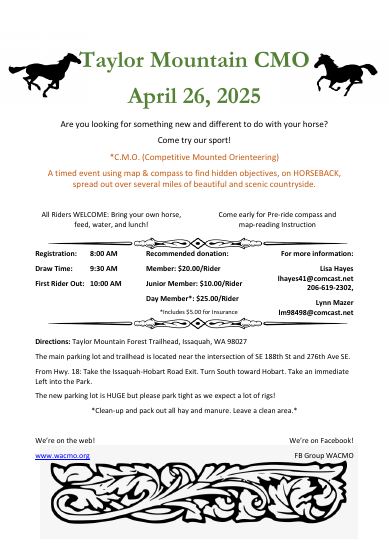 Taylor Mountain CMO
April 26, 2025
Are you looking for something new and different to do with your horse?
Come try our sport!
*C.M.O. (Competitive Mounted Orienteering)
A timed event using map & compass to find hidden objectives, on HORSEBACK,
spread out over several miles of beautiful and scenic countryside.
All Riders WELCOME: Bring your own horse,
feed, water, and lunch!
Come early for Pre-ride compass and
map-reading Instruction
Registration: 8:00 AM
Draw Time: 9:30 AM
First Rider Out: 10:00 AM
Recommended donation:
Member: $20.00/Rider
Junior Member: $10.00/Rider
Day Member*: $25.00/Rider
*Includes $5.00 for Insurance
For more information:
Lisa Hayes
lhayes41@comcast.net
206-619-2302,
Lynn Mazer
lm98498@comcast.net
Directions: Taylor Mountain Forest Trailhead, Issaquah, WA 98027
The main parking lot and trailhead is located near the intersection of SE 188th St and 276th Ave SE.
From Hwy. 18: Take the Issaquah-Hobart Road Exit. Turn South toward Hobart. Take an immediate
Left into the Park.
The new parking lot is HUGE but please park tight as we expect a lot of rigs!
*Clean-up and pack out all hay and manure. Leave a clean area.*
We're on the web!
www.wacmo.org
We're on Facebook!
FB Group WACMO